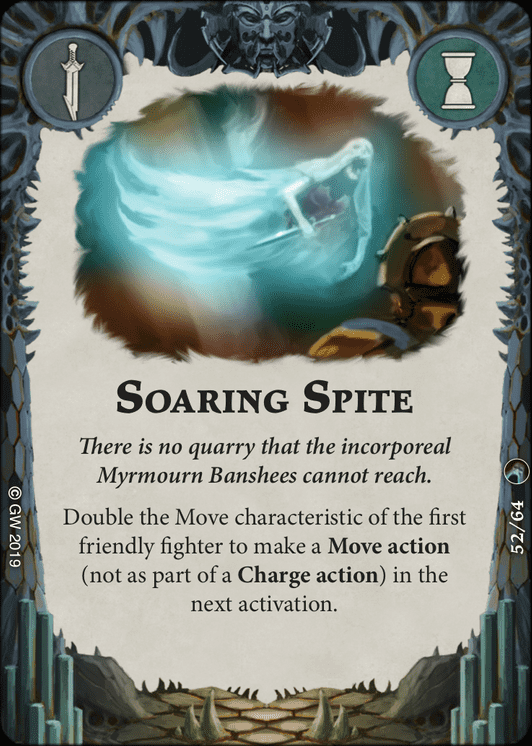 Soaring Spite
There is no quarry that the incorporeal
Myrmourn Banshees cannot reach.
Double the Move characteristic of the first
friendly fighter to make a Move action
(not as part of a Charge action) in the
next activation.
© GW 2019
52/64